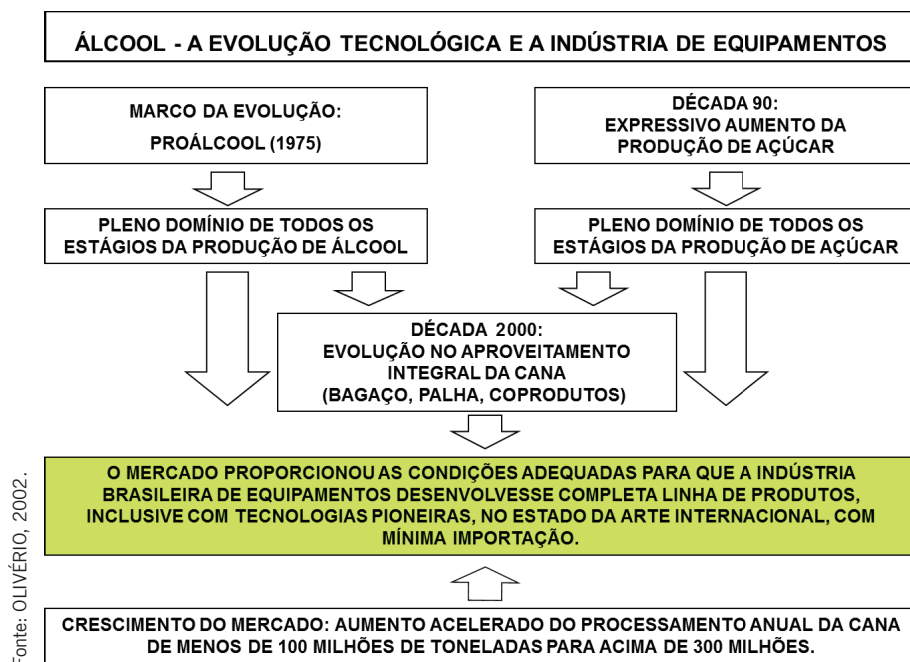 ÁLCOOL - A EVOLUÇÃO TECNOLÓGICA E A INDÚSTRIA DE EQUIPAMENTOS
MARCO DA EVOLUÇÃO:
PROÁLCOOL (1975)
DÉCADA 90:
EXPRESSIVO AUMENTO DA
PRODUÇÃO DE AÇÚCAR
PLENO DOMÍNIO DE TODOS OS
ESTÁGIOS DA PRODUÇÃO DE ÁLCOOL
PLENO DOMÍNIO DE TODOS OS
ESTÁGIOS DA PRODUÇÃO DE AÇÚCAR
DÉCADA 2000:
EVOLUÇÃO NO APROVEITAMENTO
INTEGRAL DA CANA
(BAGAÇO, PALHA, COPRODUTOS)
O MERCADO PROPORCIONOU AS CONDIÇÕES ADEQUADAS PARA QUE A INDÚSTRIA
BRASILEIRA DE EQUIPAMENTOS DESENVOLVESSE COMPLETA LINHA DE PRODUTOS,
INCLUSIVE COM TECNOLOGIAS PIONEIRAS, NO ESTADO DA ARTE INTERNACIONAL, COM
MÍNIMA IMPORTAÇÃO.
CRESCIMENTO DO MERCADO: AUMENTO ACELERADO DO PROCESSAMENTO ANUAL DA CANA
DE MENOS DE 100 MILHÕES DE TONELADAS PARA ACIMA DE 300 MILHÕES.
Fonte: OLIVÉRIO, 2002.